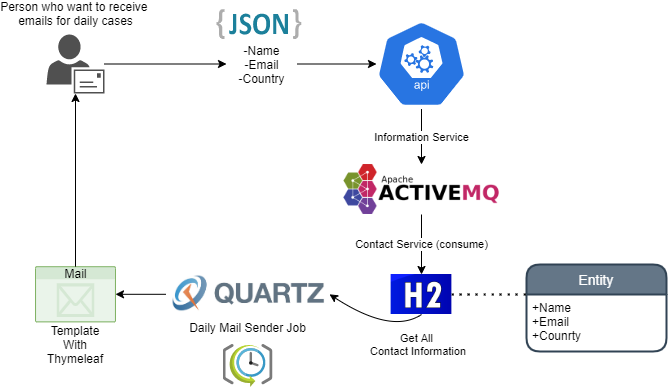 Person who want to receive
emails for daily cases
{JSON}
-Name
-Email
-Country
api
Information Service
Apache
ACTIVEMQ
Contact Service (consume)
H2
Get All
Contact Information
Entity
+Name
+Email
+Counrty
QUARTZ
Daily Mail Sender Job
Mail
Template
With
Thymeleaf